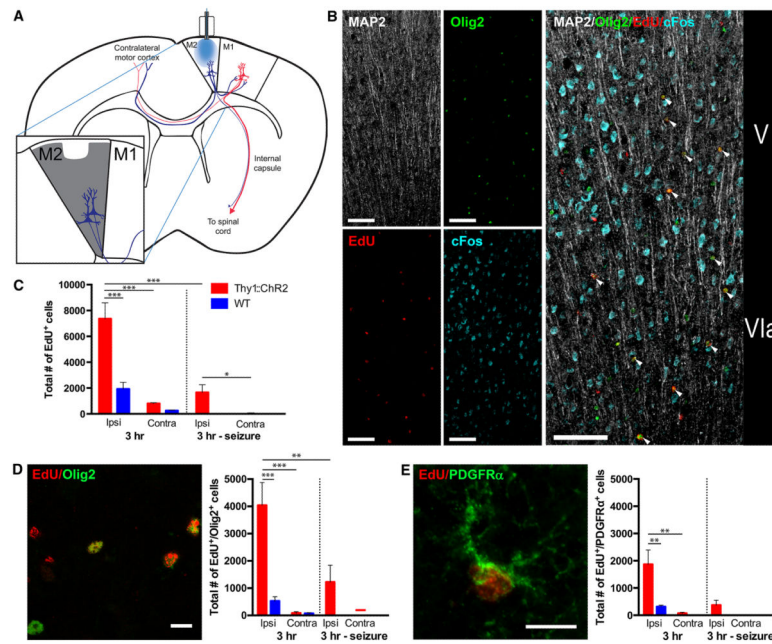 A
Contralateral
motor cortex
M2
M1
Internal
capsule
To spinal
cord
M2
M1
B
MAP2
Olig2
EdU
cFos
MAP2/Olig2/EdU/cFos
V
VIa
C
Total # of EdU+ cells
10000
8000
6000
4000
2000
0
***
***
***
*
Thy1::ChR2
WT
Ipsi
Contra
Ipsi
Contra
3 hr
3 hr - seizure
D
EdU/Olig2
Total # of EdU+/Olig2+ cells
5000
4000
3000
2000
1000
0
**
***
***
Ipsi
Contra
Ipsi
Contra
3 hr
3 hr - seizure
E
EdU/PDGFRα
Total # of EdU+/PDGFRα+ cells
5000
4000
3000
2000
1000
0
**
**
Ipsi
Contra
Ipsi
Contra
3 hr
3 hr - seizure